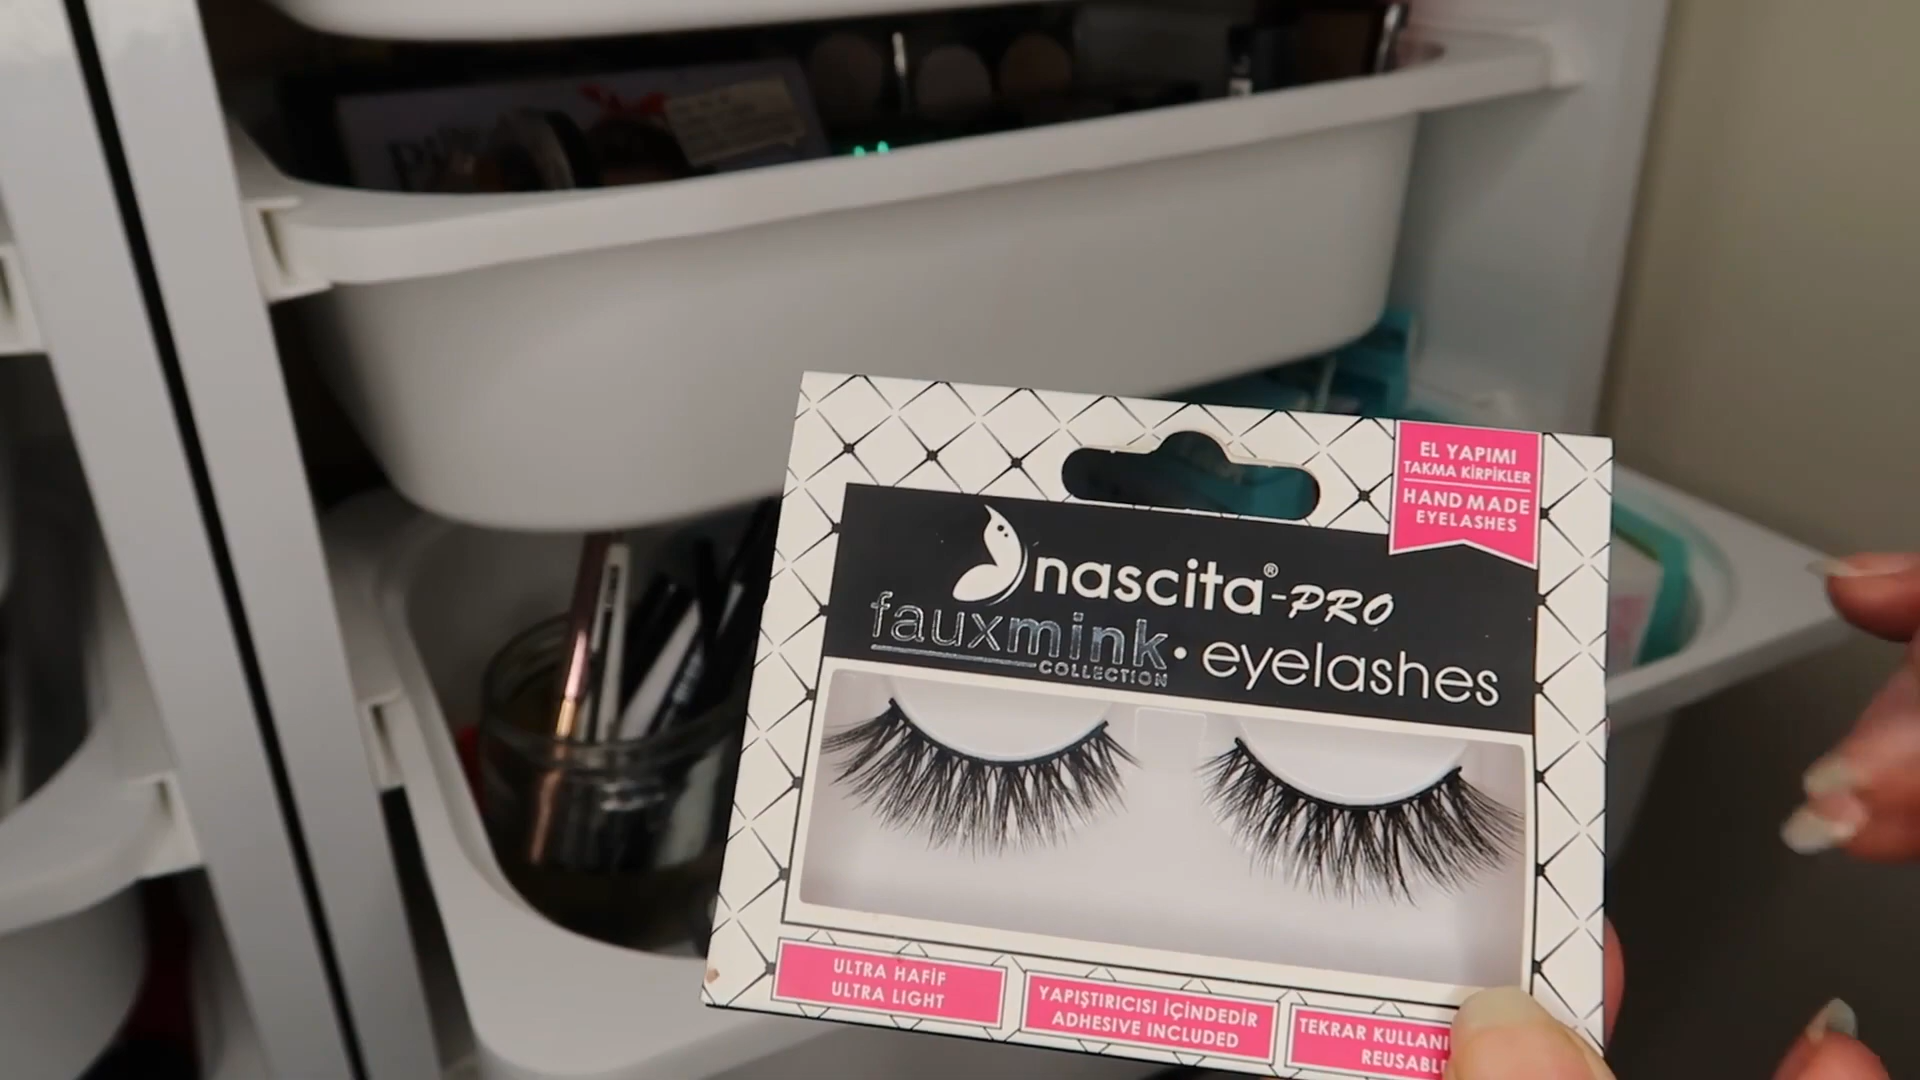 EL YAPIMI
TAKMA KİRPİKLER
HAND MADE
EYELASHES
nascita®-PRO
fauxmink • eyelashes
COLLECTION
ULTRA HAFİF
ULTRA LIGHT
YAPIŞTIRICISI İÇİNDEDİR
ADHESIVE INCLUDED
TEKRAR